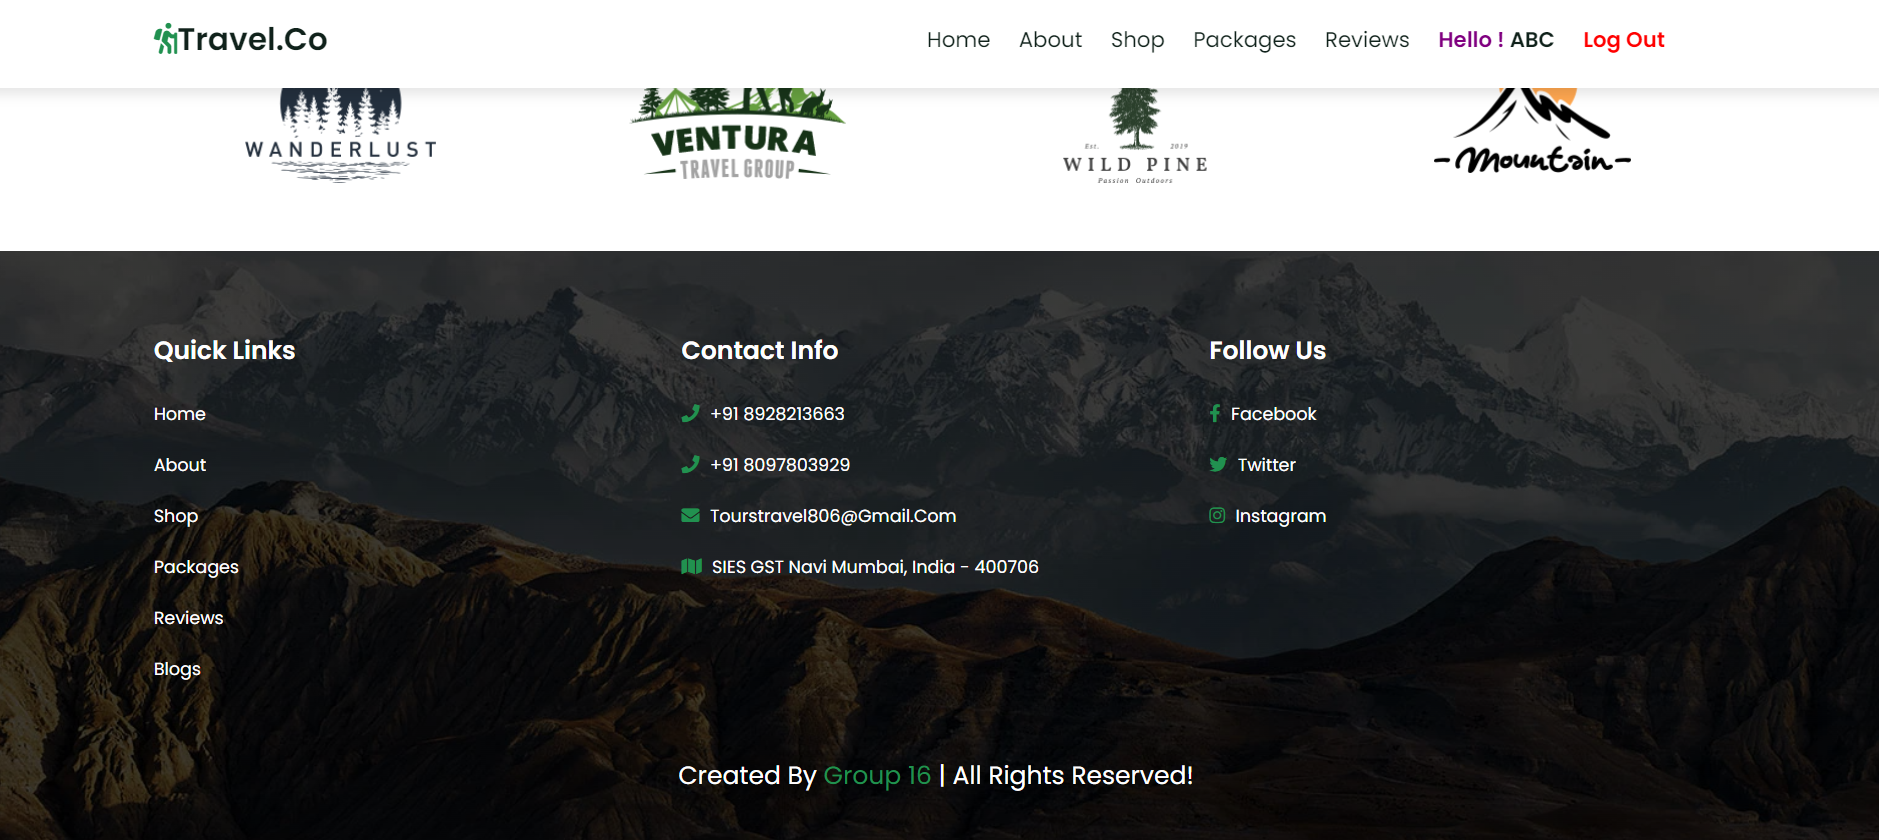 Travel.Co
Home About Shop Packages Reviews Hello ! ABC Log Out
WANDERLUST
VENTURA
TRAVEL GROUP
Est. 2019
WILD PINE
Passion Outdoors
Mountain
Quick Links
Home
About
Shop
Packages
Reviews
Blogs
Contact Info
+91 8928213663
+91 8097803929
Tourstravel806@Gmail.Com
SIES GST Navi Mumbai, India - 400706
Follow Us
Facebook
Twitter
Instagram
Created By Group 16 | All Rights Reserved!